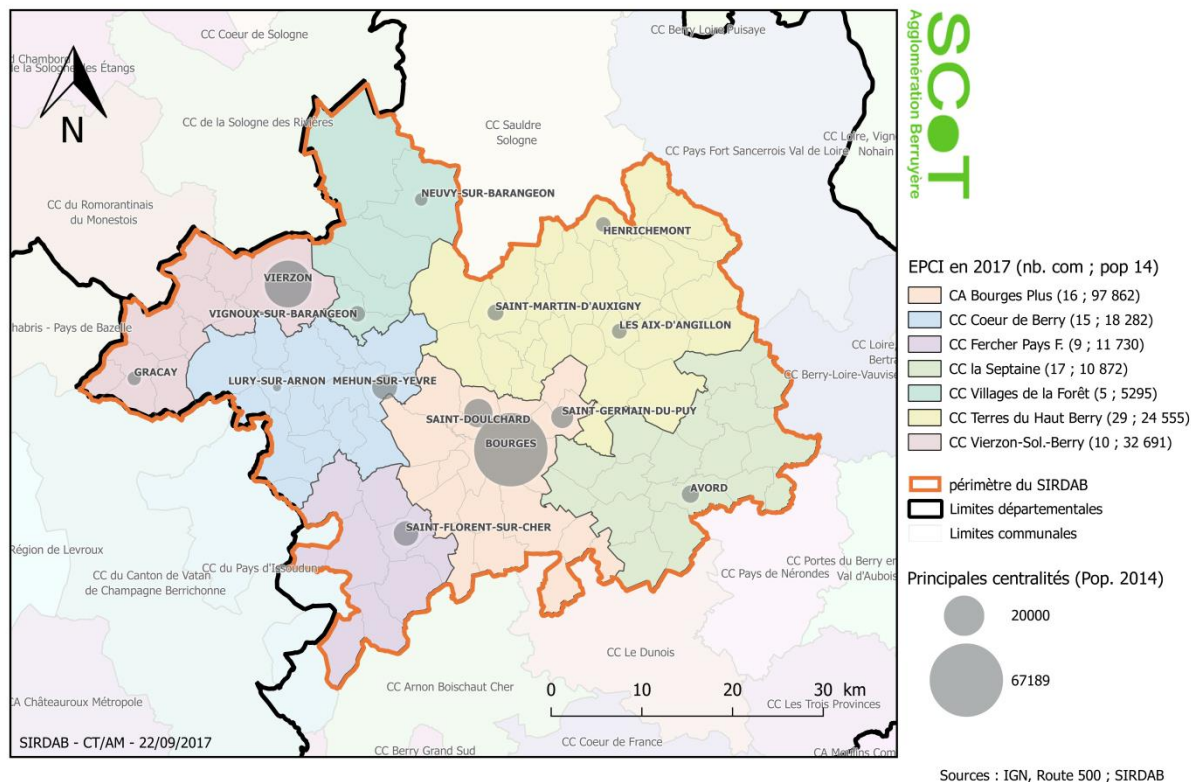 CC Coeur de Sologne
CC Berry Loire Puisaye
d Chambord
de la Sologne des Étangs
N
CC de la Sologne des Rivières
CC Sauldre
Sologne
CC Loire, Vign
Nohain
CC Pays Fort Sancerrois Val de Loire
CC du Romorantinais
du Monestois
NEUVY-SUR-BARANGEON
HENRICHEMONT
VIERZON
VIGNOUX-SUR-BARANGEON
SAINT-MARTIN-D'AUXIGNY
LES AIX-D'ANGILLON
habris - Pays de Bazelle
CC Loire,
Bertra
CC Berry-Loire-Vauvise
GRACAY
LURY-SUR-ARNON
MEHUN-SUR-YEVRE
SAINT-DOULCHARD
SAINT-GERMAIN-DU-PUY
BOURGES
AVORD
SAINT-FLORENT-SUR-CHER
Région de Levroux
CC du Canton de Vatan
de Champagne Berrichonne
CC du Pays d'Issoudun
CC Portes du Berry en
Val d'Aubois
CC Pays de Nérondes
CC Le Dunois
CC Arnon Boischaut Cher
CA Châteauroux Métropole
CC Les Trois Provinces
0 10 20 30 km
SIRDAB - CT/AM - 22/09/2017
CC Berry Grand Sud
CC Coeur de France
CA Moulins Com
SCOT
Agglomération Berruyère
EPCI en 2017 (nb. com ; pop 14)
CA Bourges Plus (16 ; 97 862)
CC Coeur de Berry (15 ; 18 282)
CC Fercher Pays F. (9 ; 11 730)
CC la Septaine (17 ; 10 872)
CC Villages de la Forêt (5 ; 5295)
CC Terres du Haut Berry (29 ; 24 555)
CC Vierzon-Sol.-Berry (10 ; 32 691)
périmètre du SIRDAB
Limites départementales
Limites communales
Principales centralités (Pop. 2014)
20000
67189
Sources : IGN, Route 500 ; SIRDAB